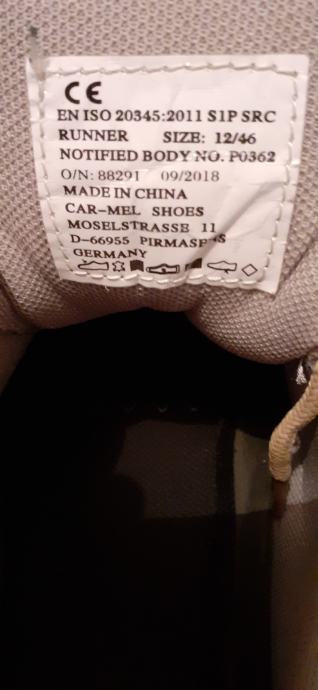 CE
EN ISO 20345:2011 S1P SRC
RUNNER SIZE: 12/46
NOTIFIED BODY NO. P0362
O/N: 88291 09/2018
MADE IN CHINA
CAR-MEL SHOES
MOSELSTRASSE 11
D-66955 PIRMASENS
GERMANY